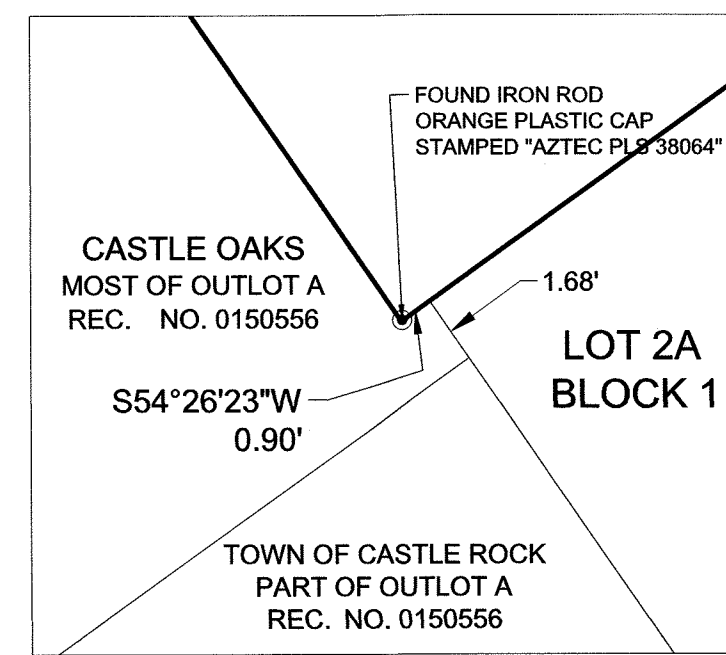 FOUND IRON ROD
ORANGE PLASTIC CAP
STAMPED "AZTEC PLS 38064"
CASTLE OAKS
MOST OF OUTLOT A
REC. NO. 0150556
1.68'
LOT 2A
BLOCK 1
S54°26'23"W
0.90'
TOWN OF CASTLE ROCK
PART OF OUTLOT A
REC. NO. 0150556